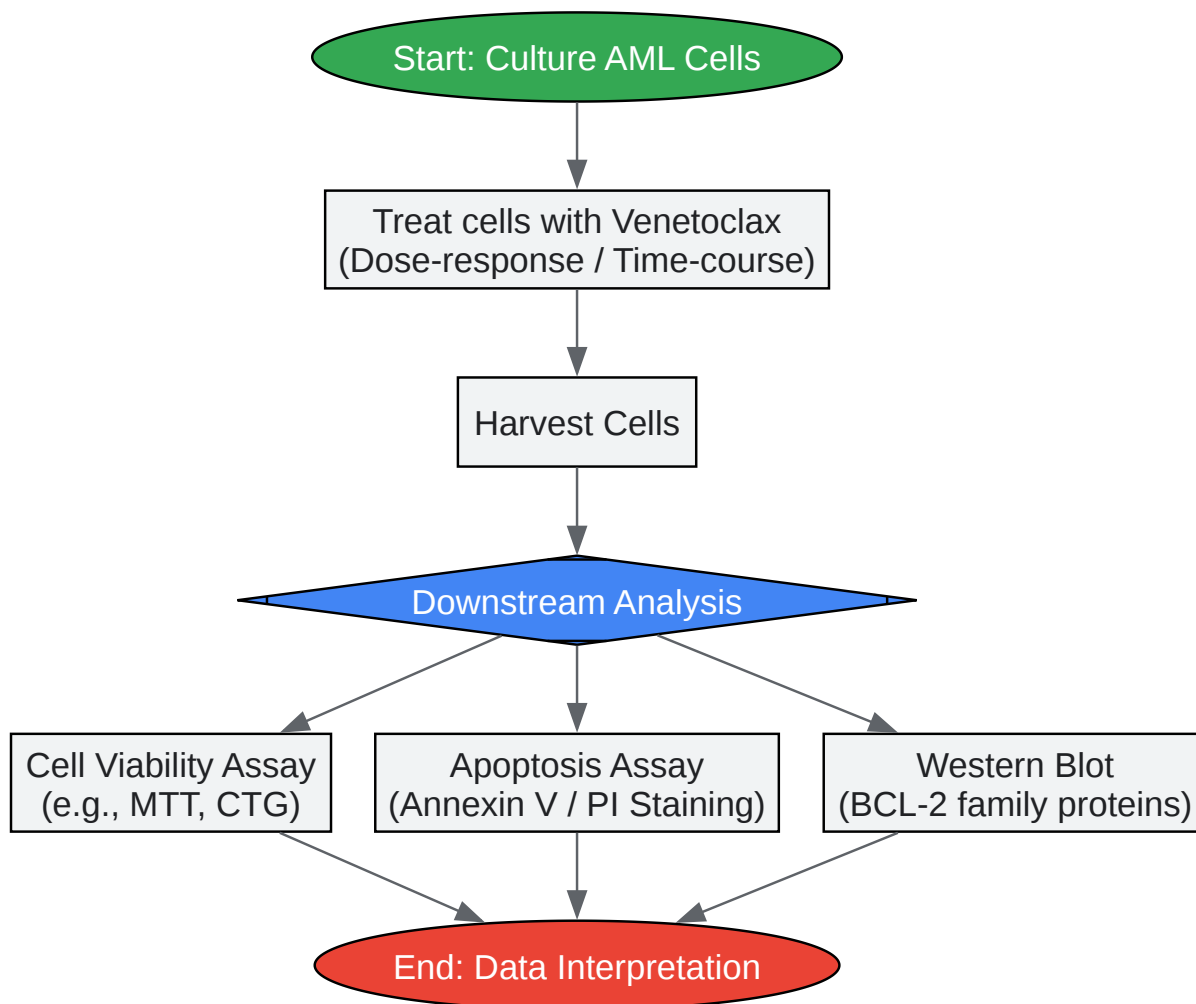 Start: Culture AML Cells
Treat cells with Venetoclax
(Dose-response / Time-course)
Harvest Cells
Downstream Analysis
Cell Viability Assay
(e.g., MTT, CTG)
Apoptosis Assay
(Annexin V / PI Staining)
Western Blot
(BCL-2 family proteins)
End: Data Interpretation